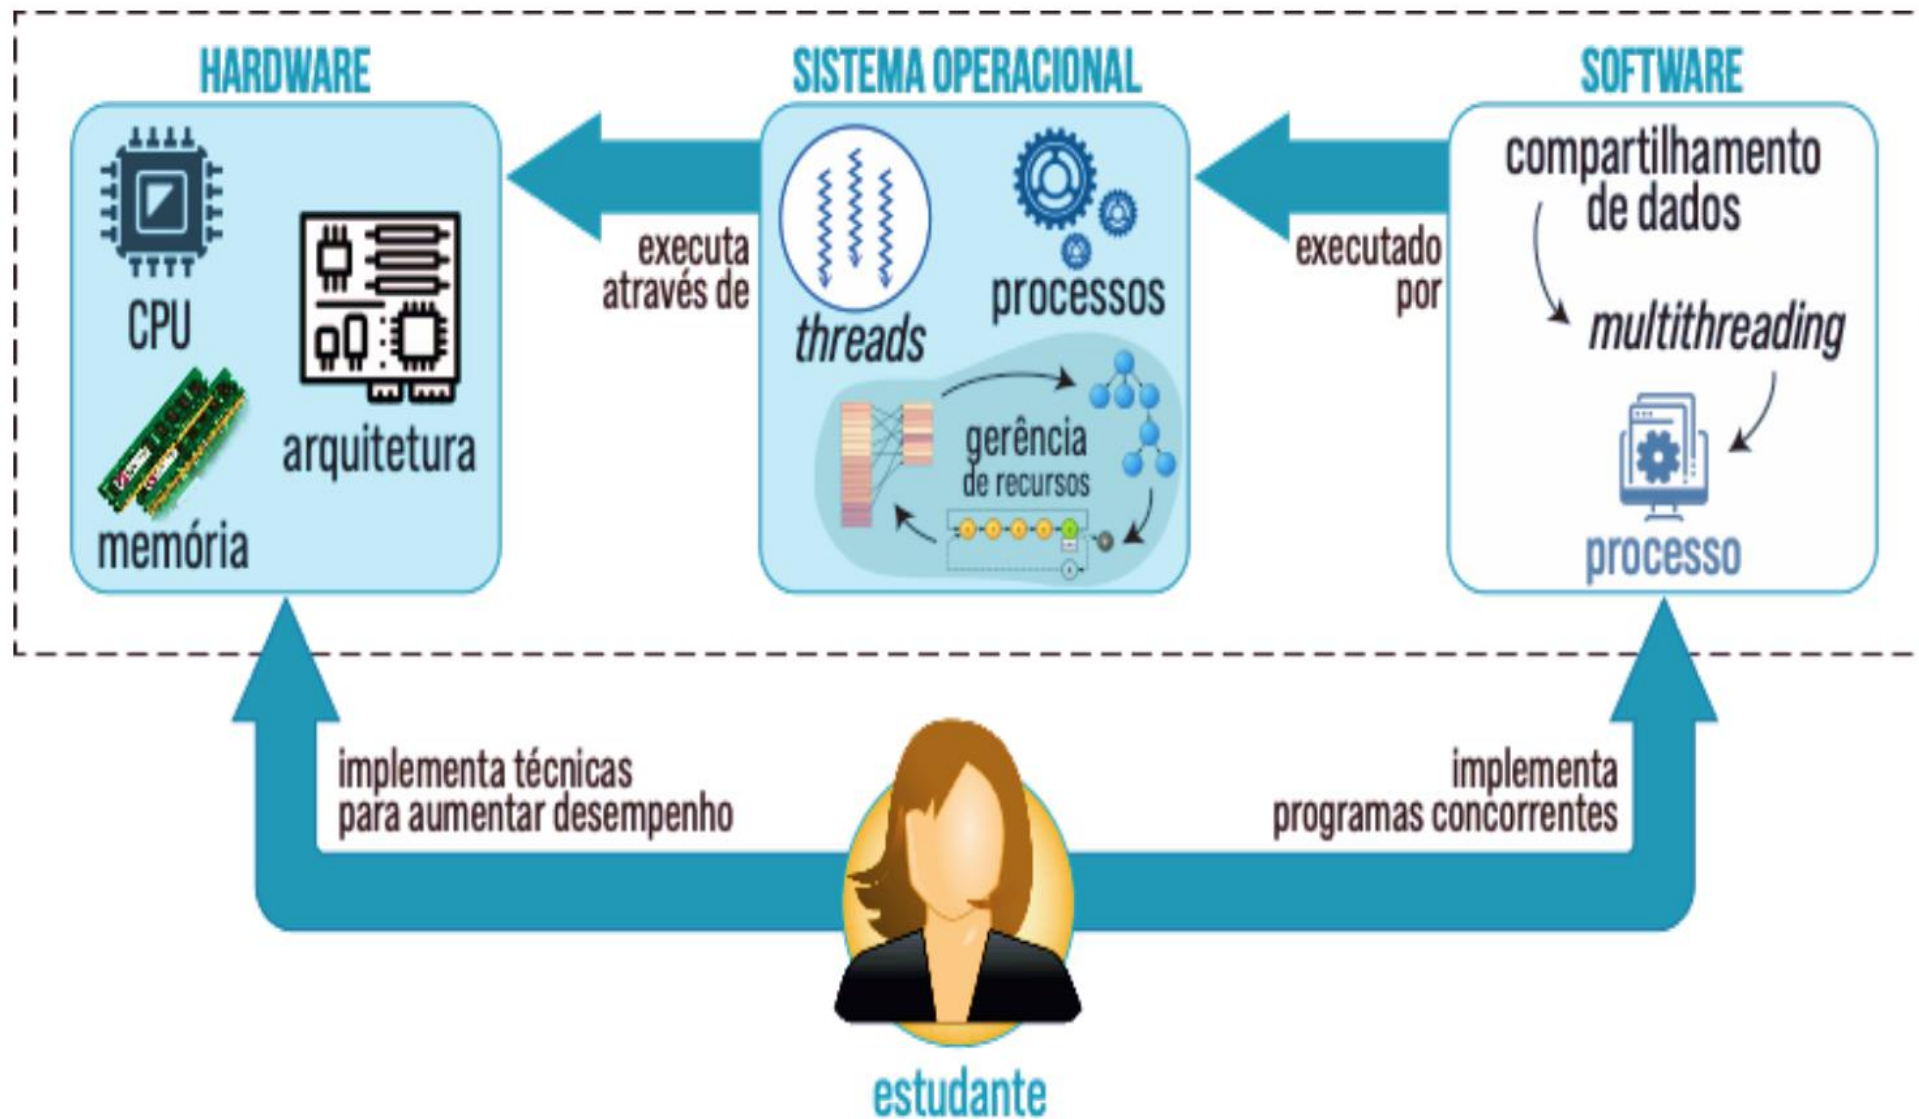 HARDWARE
SISTEMA OPERACIONAL
SOFTWARE
CPU
arquitetura
memória
executa
através de
threads
processos
gerência
de recursos
executado
por
compartilhamento
de dados
multithreading
processo
implementa técnicas
para aumentar desempenho
implementa
programas concorrentes
estudante